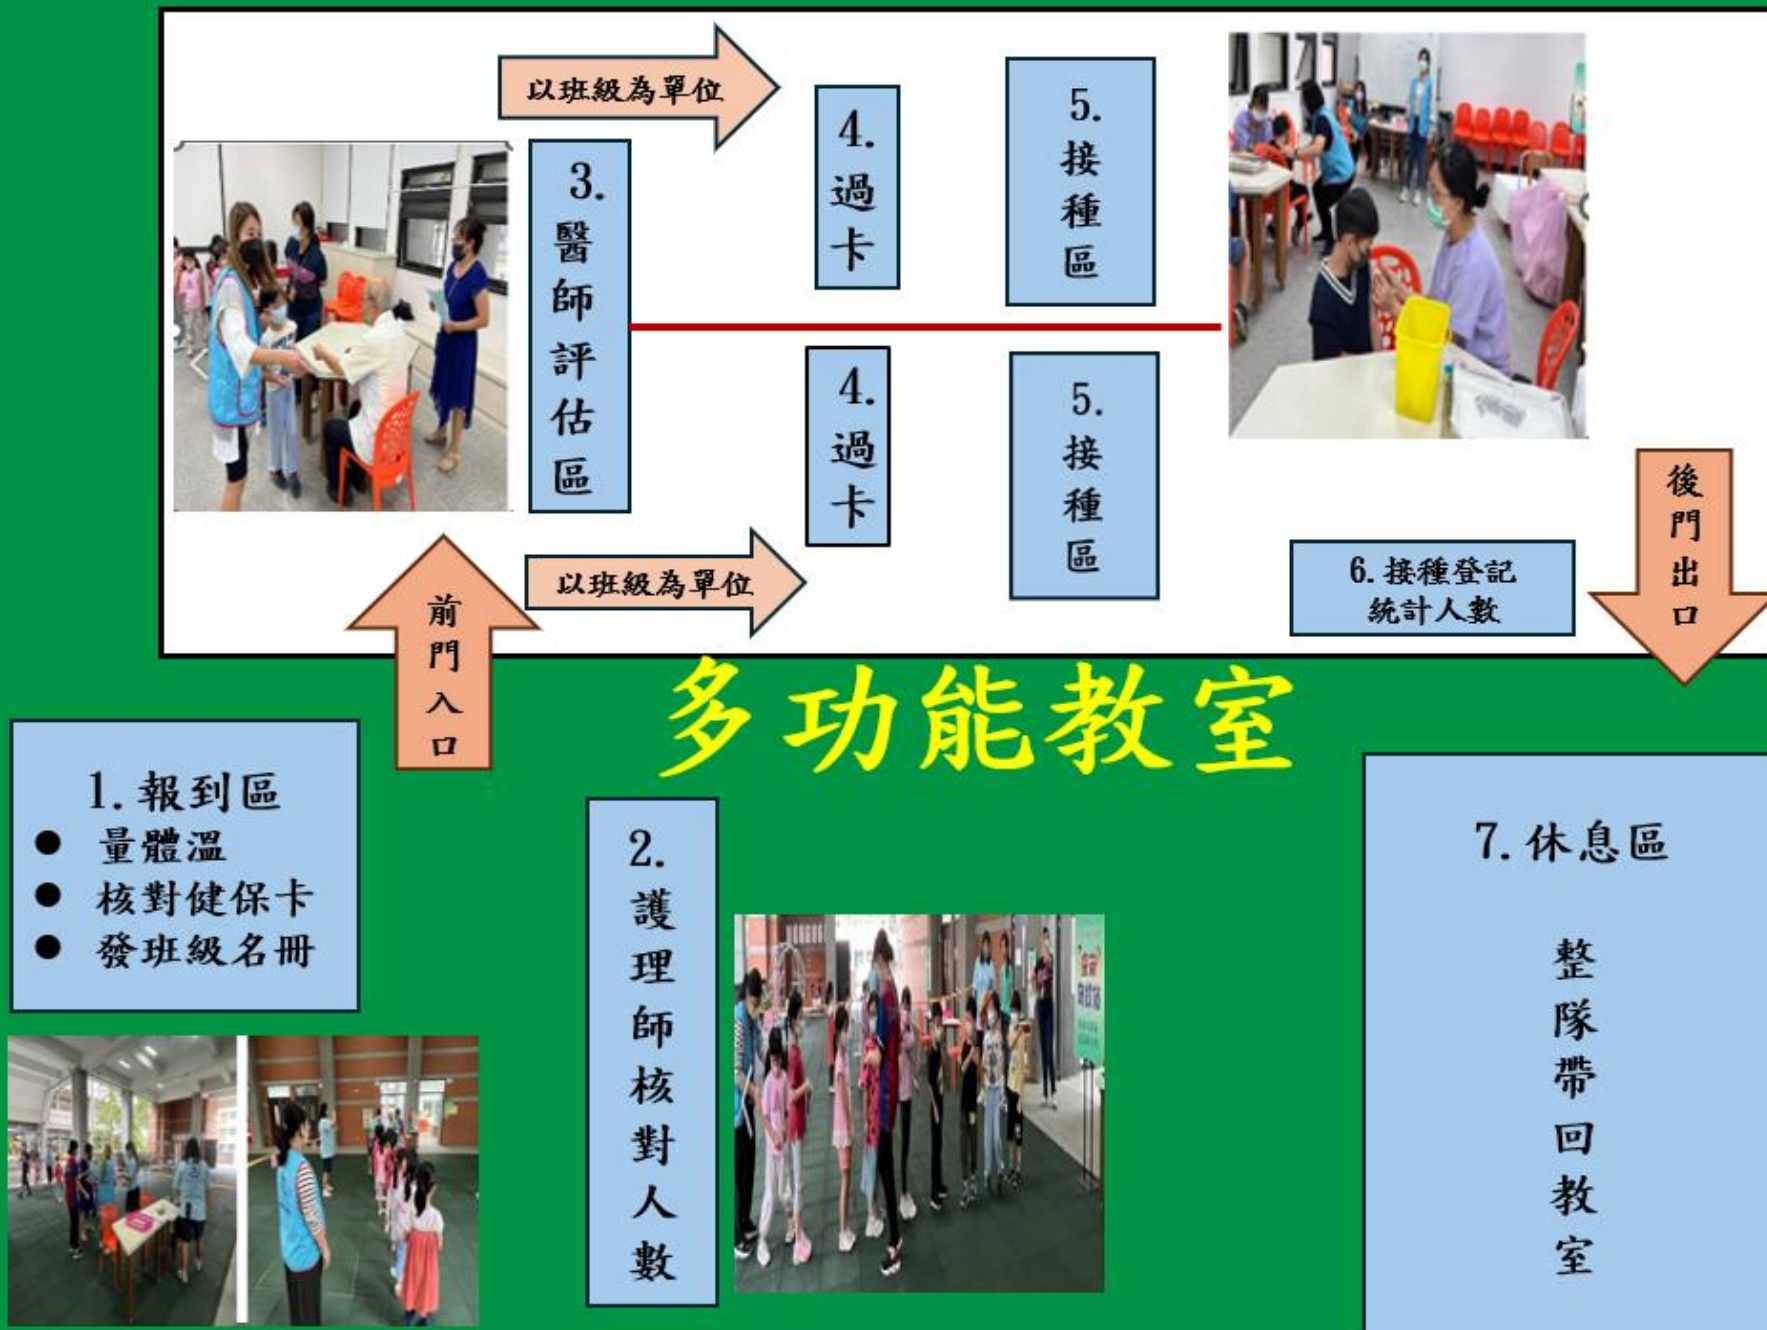 以班級為單位
3.醫師評估區
4.過卡
5.接種區
4.過卡
5.接種區
以班級為單位
6.接種登記
統計人數
後門出口
前門入口
多功能教室
1.報到區
● 量體溫
● 核對健保卡
● 發班級名冊
2.護理師核對人數
7.休息區
整隊帶回教室